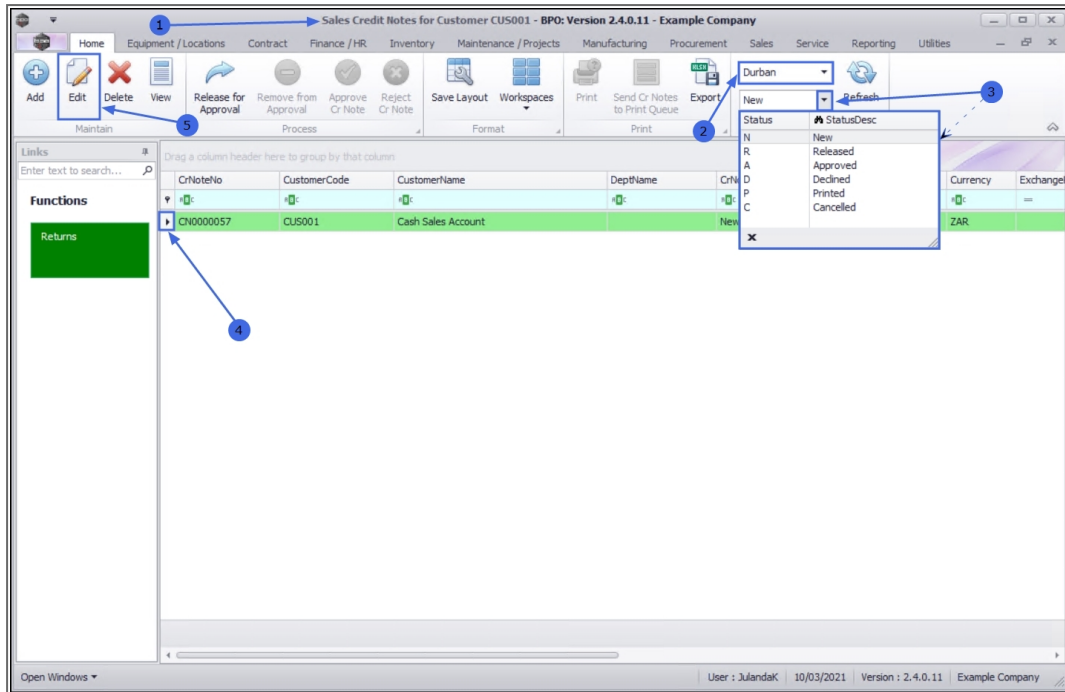 1
Sales Credit Notes for Customer CUS001 - BPO: Version 2.4.0.11 - Example Company
Home Equipment / Locations Contract Finance / HR Inventory Maintenance / Projects Manufacturing Procurement Sales Service Reporting Utilities
Add Edit Delete View
Release for Approval
Remove from Approval
Approve Cr Note
Reject Cr Note
Save Layout Workspaces
Print
Send Cr Notes to Print Queue
Export
Durban
New
Refresh
2
3
5
Maintain Process Format Print
Status StatusDesc
N New
R Released
A Approved
D Declined
P Printed
C Cancelled
Links
Enter text to search...
Functions
Returns
Drag a column header here to group by that column
CrNoteNo CustomerCode CustomerName DeptName Currency
CN0000057 CUS001 Cash Sales Account New ZAR
4
Open Windows
User : JulandaK 10/03/2021 Version : 2.4.0.11 Example Company